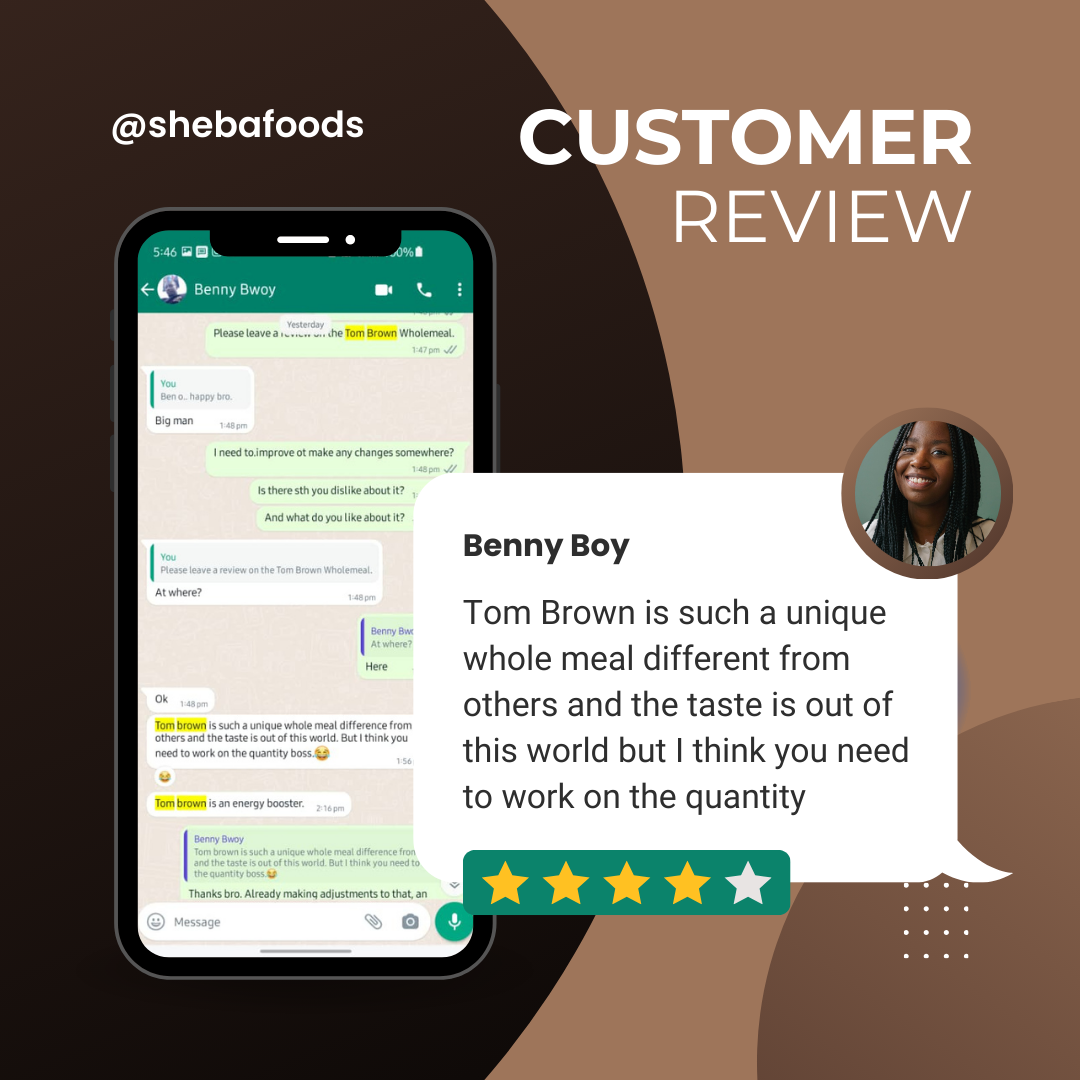 @shebafoods
CUSTOMER
REVIEW
5:46
Benny Bwoy
Yesterday
Please leave a review on the Tom Brown Wholemeal.
1:47 pm
You
Ben o.. happy bro.
Big man
1:48 pm
I need to.improve ot make any changes somewhere?
1:48 pm
Is there sth you dislike about it?
And what do you like about it?
You
Please leave a review on the Tom Brown Wholemeal.
At where?
1:48 pm
Benny Bwo
At where?
Here
Ok
1:48 pm
Tom brown is such a unique whole meal difference from
others and the taste is out of this world. But I think you
need to work on the quantity boss.😂
1:56
😂
Tom brown is an energy booster.
2:16 pm
Benny Bwoy
Tom brown is such a unique whole meal difference from
and the taste is out of this world. But I think you need to
the quantity boss.😂
Thanks bro. Already making adjustments to that, an
Message
Benny Boy
Tom Brown is such a unique
whole meal different from
others and the taste is out of
this world but I think you need
to work on the quantity